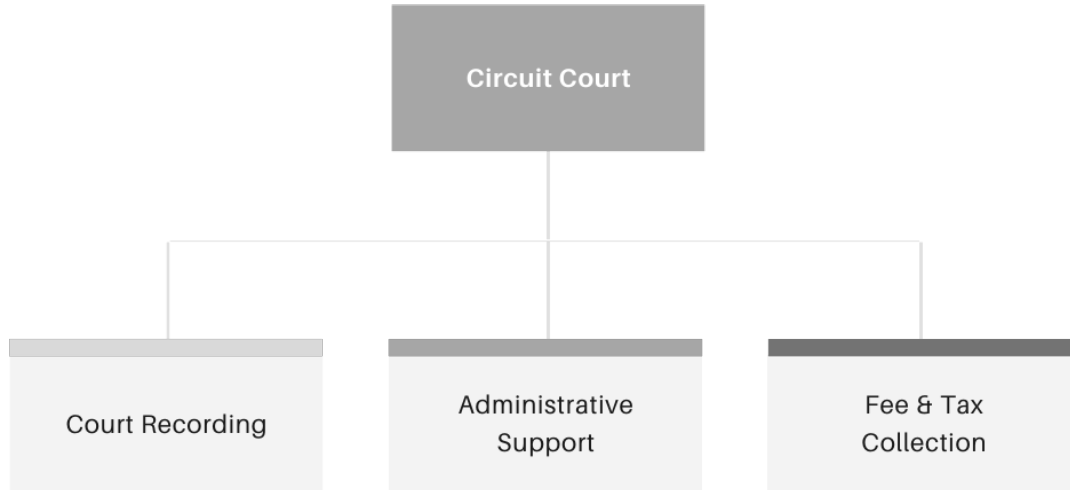 Circuit Court
Court Recording
Administrative
Support
Fee & Tax
Collection